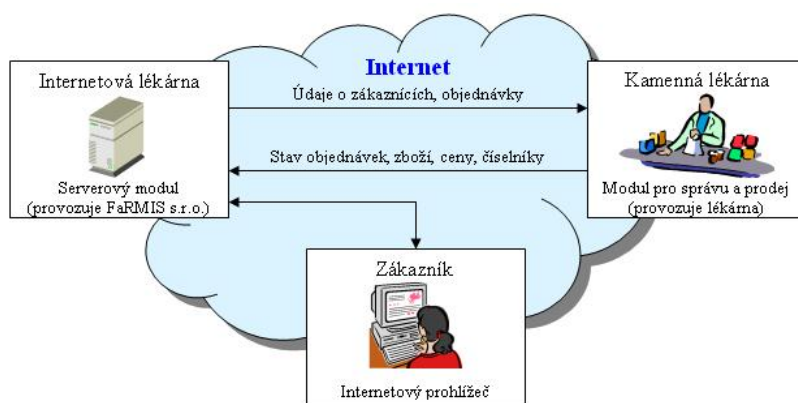 Internet
Internetová lékárna
Serverový modul
(provozuje FaRMIS s.r.o.)
Údaje o zákaznících, objednávky
Stav objednávek, zboží, ceny, číselníky
Kamenná lékárna
Modul pro správu a prodej
(provozuje lékárna)
Zákazník
Internetový prohlížeč